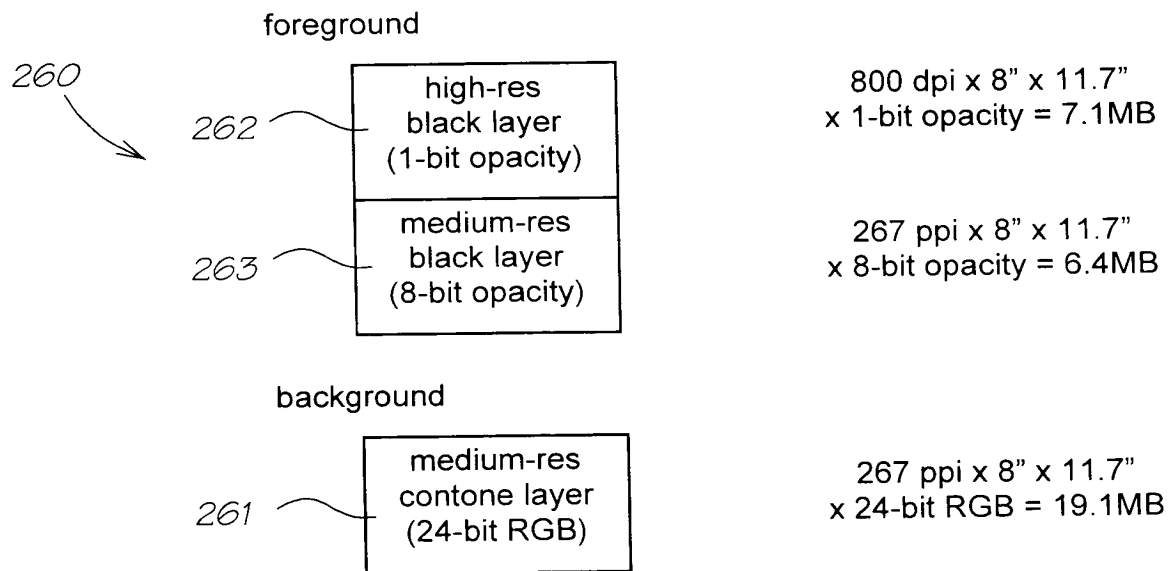 foreground
260
262
high-res
black layer
(1-bit opacity)
800 dpi x 8” x 11.7”
x 1-bit opacity = 7.1MB
263
medium-res
black layer
(8-bit opacity)
267 ppi x 8” x 11.7”
x 8-bit opacity = 6.4MB
background
261
medium-res
contone layer
(24-bit RGB)
267 ppi x 8” x 11.7”
x 24-bit RGB = 19.1MB